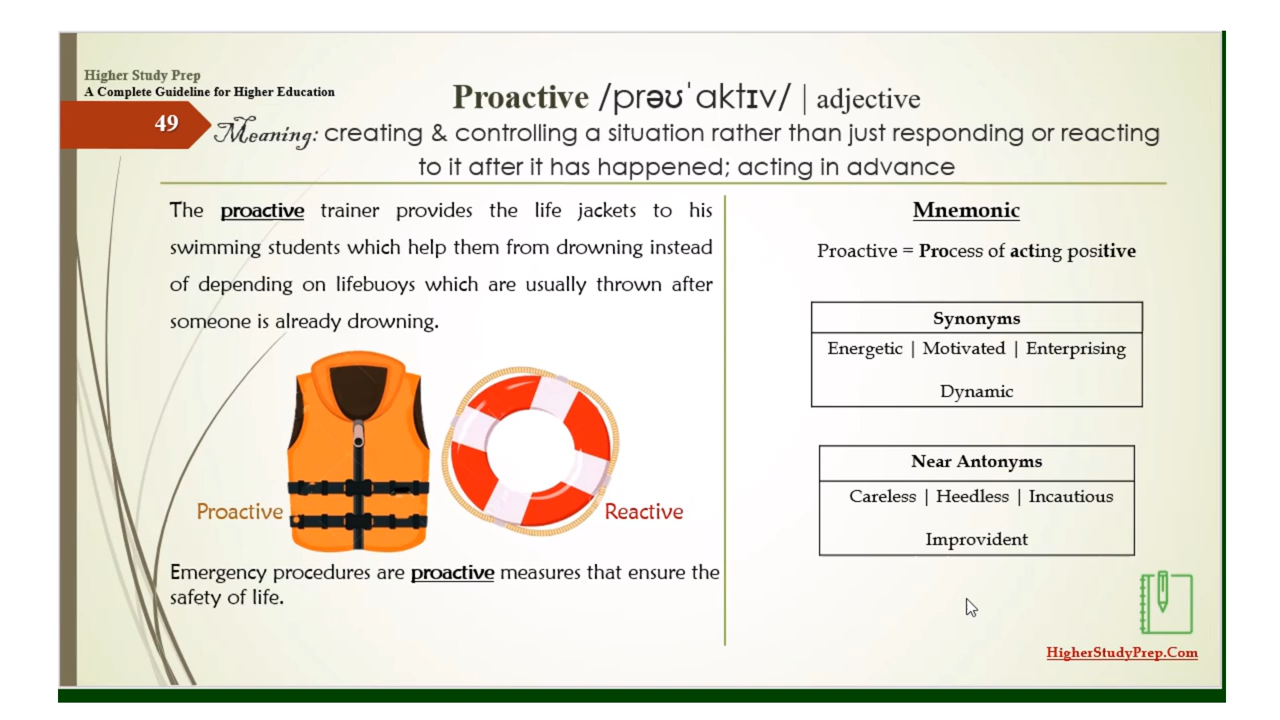 Higher Study Prep
A Complete Guideline for Higher Education
49
Proactive /prəʊˈɑktɪv/ | adjective
Meaning: creating & controlling a situation rather than just responding or reacting
to it after it has happened; acting in advance
The proactive trainer provides the life jackets to his
swimming students which help them from drowning instead
of depending on lifebuoys which are usually thrown after
someone is already drowning.
Proactive
Reactive
Emergency procedures are proactive measures that ensure the
safety of life.
Mnemonic
Proactive = Process of acting positive
Synonyms
Energetic | Motivated | Enterprising
Dynamic
Near Antonyms
Careless | Heedless | Incautious
Improvident
HigherStudyPrep.Com